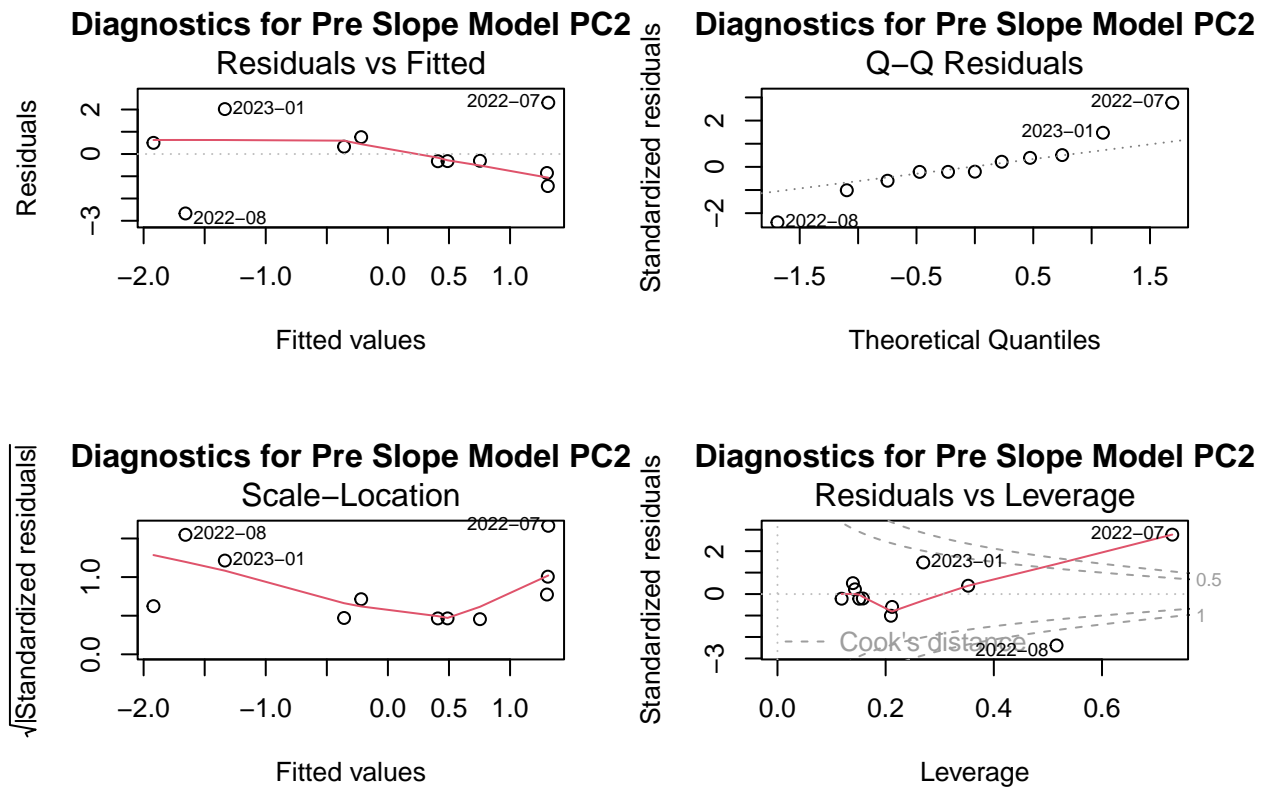 Diagnostics for Pre Slope Model PC2
Residuals vs Fitted
Residuals
2
0
−3
2023−01
2022−07
2022−08
−2.0
−1.0
0.0
0.5
1.0
Fitted values
Diagnostics for Pre Slope Model PC2
Q−Q Residuals
Standardized residuals
2
0
−2
2022−07
2023−01
2022−08
−1.5
−0.5
0.5
1.5
Theoretical Quantiles
Diagnostics for Pre Slope Model PC2
Scale−Location
√|Standardized residuals|
1.0
0.0
2022−08
2023−01
2022−07
−2.0
−1.0
0.0
0.5
1.0
Fitted values
Diagnostics for Pre Slope Model PC2
Residuals vs Leverage
Standardized residuals
2
0
−3
2022−07
2023−01
2022−08
Cook's distance
0.5
1
0.0
0.2
0.4
0.6
Leverage